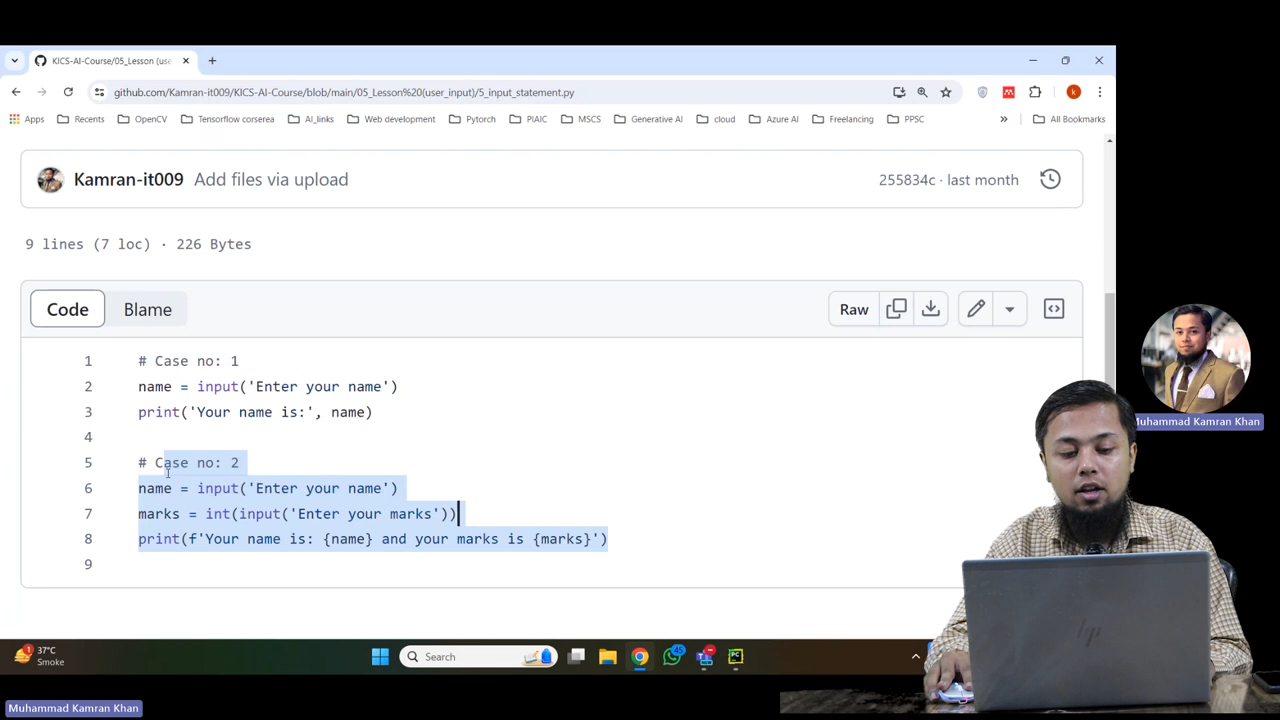 KICS-AI-Course/05_Lesson (use
github.com/Kamran-it009/KICS-AI-Course/blob/main/05_Lesson%20(user_input)/5_input_statement.py
Apps Recents OpenCV Tensorflow corserea AI_links Web development Pytorch PIAIC MSCS Generative AI cloud Azure AI Freelancing PPSC » All Bookmarks
Kamran-it009 Add files via upload 255834c · last month
9 lines (7 loc) · 226 Bytes
Code Blame Raw
1 # Case no: 1
2 name = input('Enter your name')
3 print('Your name is:', name)
4
5 # Case no: 2
6 name = input('Enter your name')
7 marks = int(input('Enter your marks'))
8 print(f'Your name is: {name} and your marks is {marks}')
9
Muhammad Kamran Khan
37°C
Smoke
Search
45
hp
Muhammad Kamran Khan